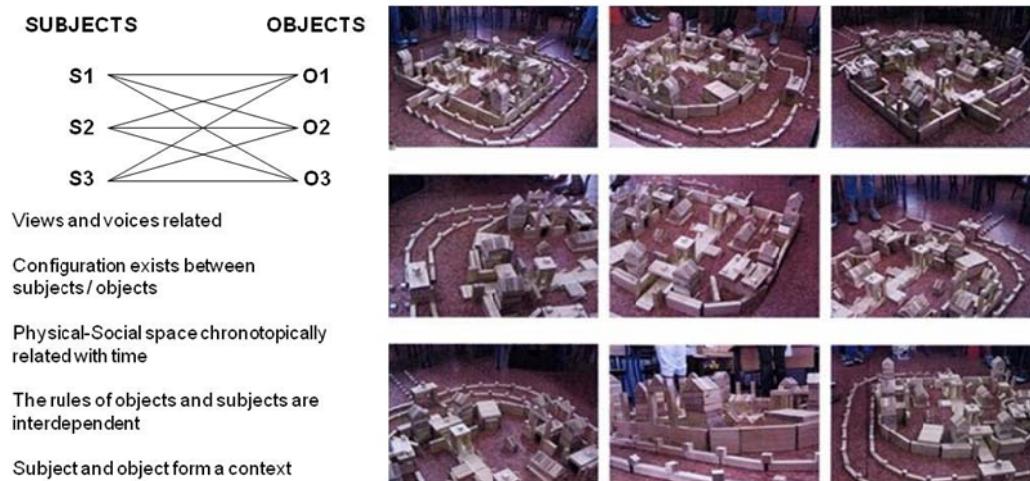 SUBJECTS OBJECTS
S1 O1
S2 O2
S3 O3
Views and voices related
Configuration exists between
subjects / objects
Physical-Social space chronotopically
related with time
The rules of objects and subjects are
interdependent
Subject and object form a context